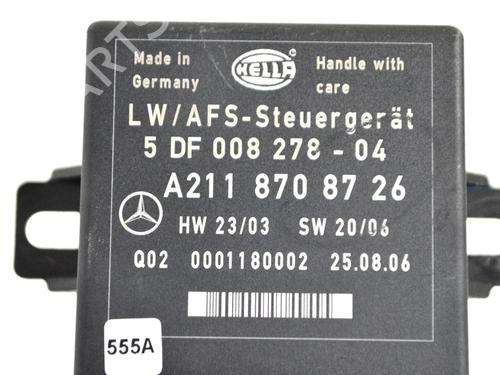 Made in
Germany
HELLA
Handle with
care
LW/AFS-Steuergerät
5 DF 008 278 - 04
A211 870 87 26
HW 23/03 SW 20/06
Q02 0001180002 25.08.06
555A